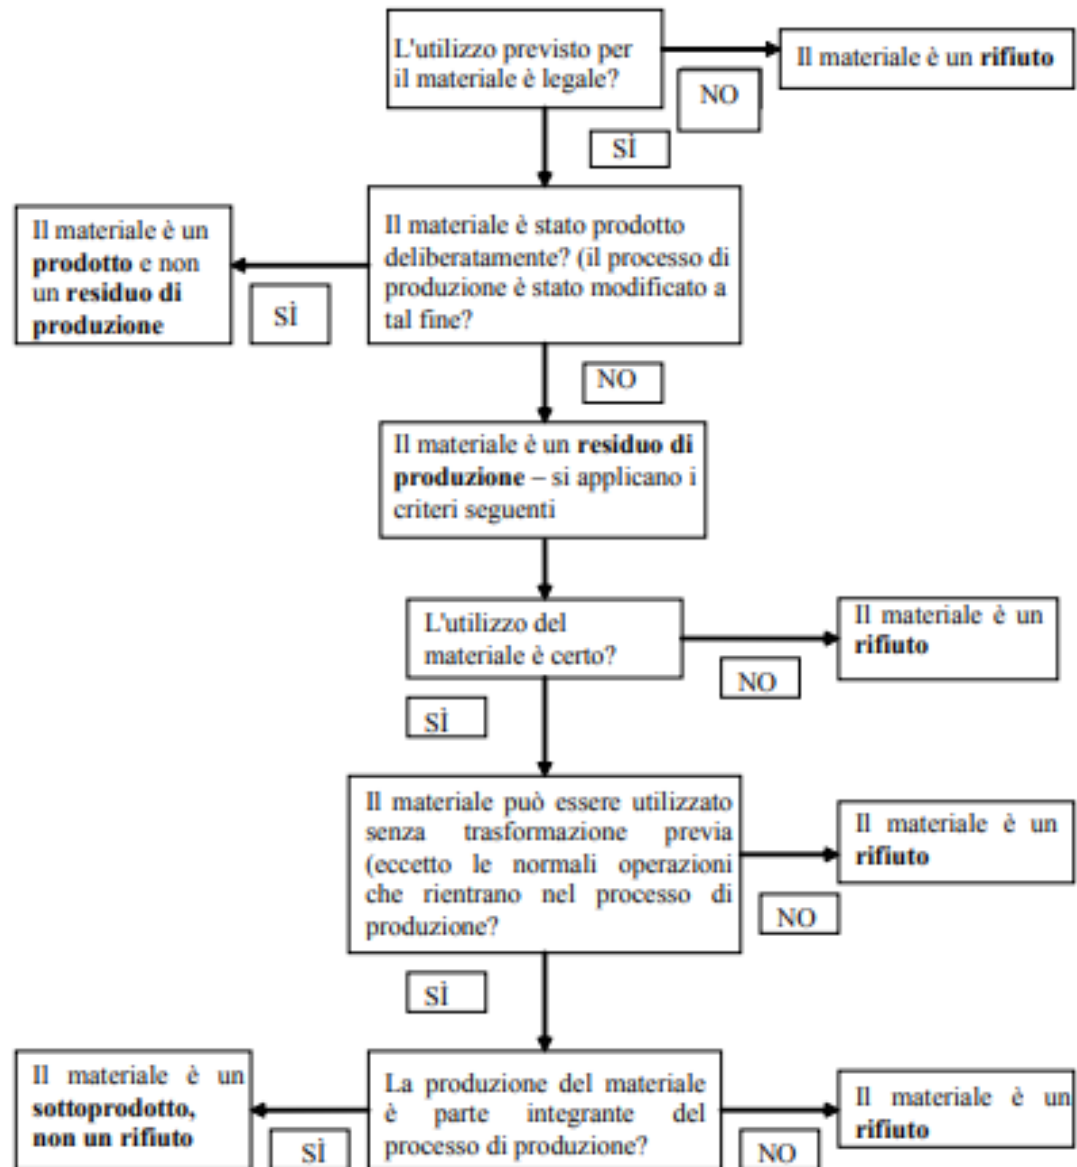 L'utilizzo previsto per
il materiale è legale?
Il materiale è un rifiuto
NO
SÌ
Il materiale è stato prodotto
deliberatamente? (il processo di
produzione è stato modificato a
tal fine?
Il materiale è un
prodotto e non
un residuo di
produzione
SÌ
NO
Il materiale è un residuo di
produzione – si applicano i
criteri seguenti
L'utilizzo del
materiale è certo?
Il materiale è un
rifiuto
NO
SÌ
Il materiale può essere utilizzato
senza trasformazione previa
(eccetto le normali operazioni
che rientrano nel processo di
produzione?
Il materiale è un
rifiuto
NO
SÌ
Il materiale è un
sottoprodotto,
non un rifiuto
SÌ
La produzione del materiale
è parte integrante del
processo di produzione?
Il materiale è un
rifiuto
NO